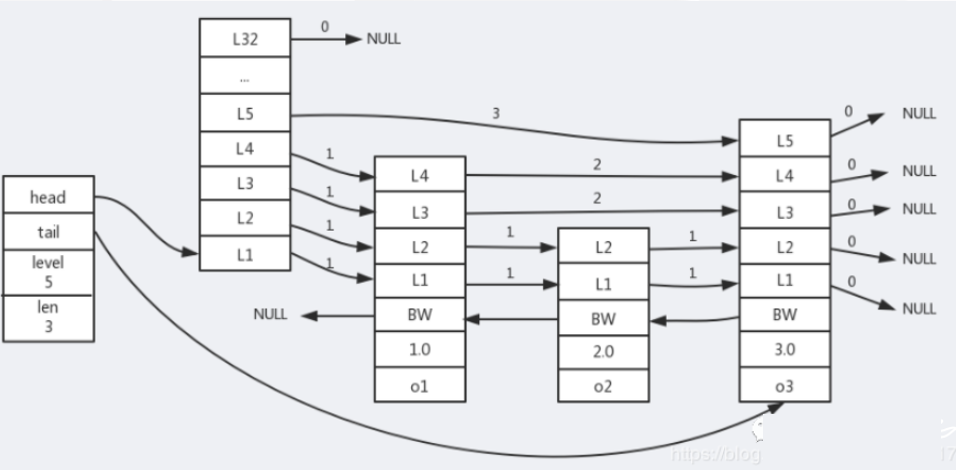 head
tail
level
5
len
3
L32
...
L5
L4
L3
L2
L1
0
NULL
3
1
1
1
1
NULL
L4
L3
L2
L1
BW
1.0
o1
2
2
1
1
L2
L1
BW
2.0
o2
1
1
L5
L4
L3
L2
L1
BW
3.0
o3
0
NULL
0
NULL
0
NULL
0
NULL
0
NULL
https://blog
17